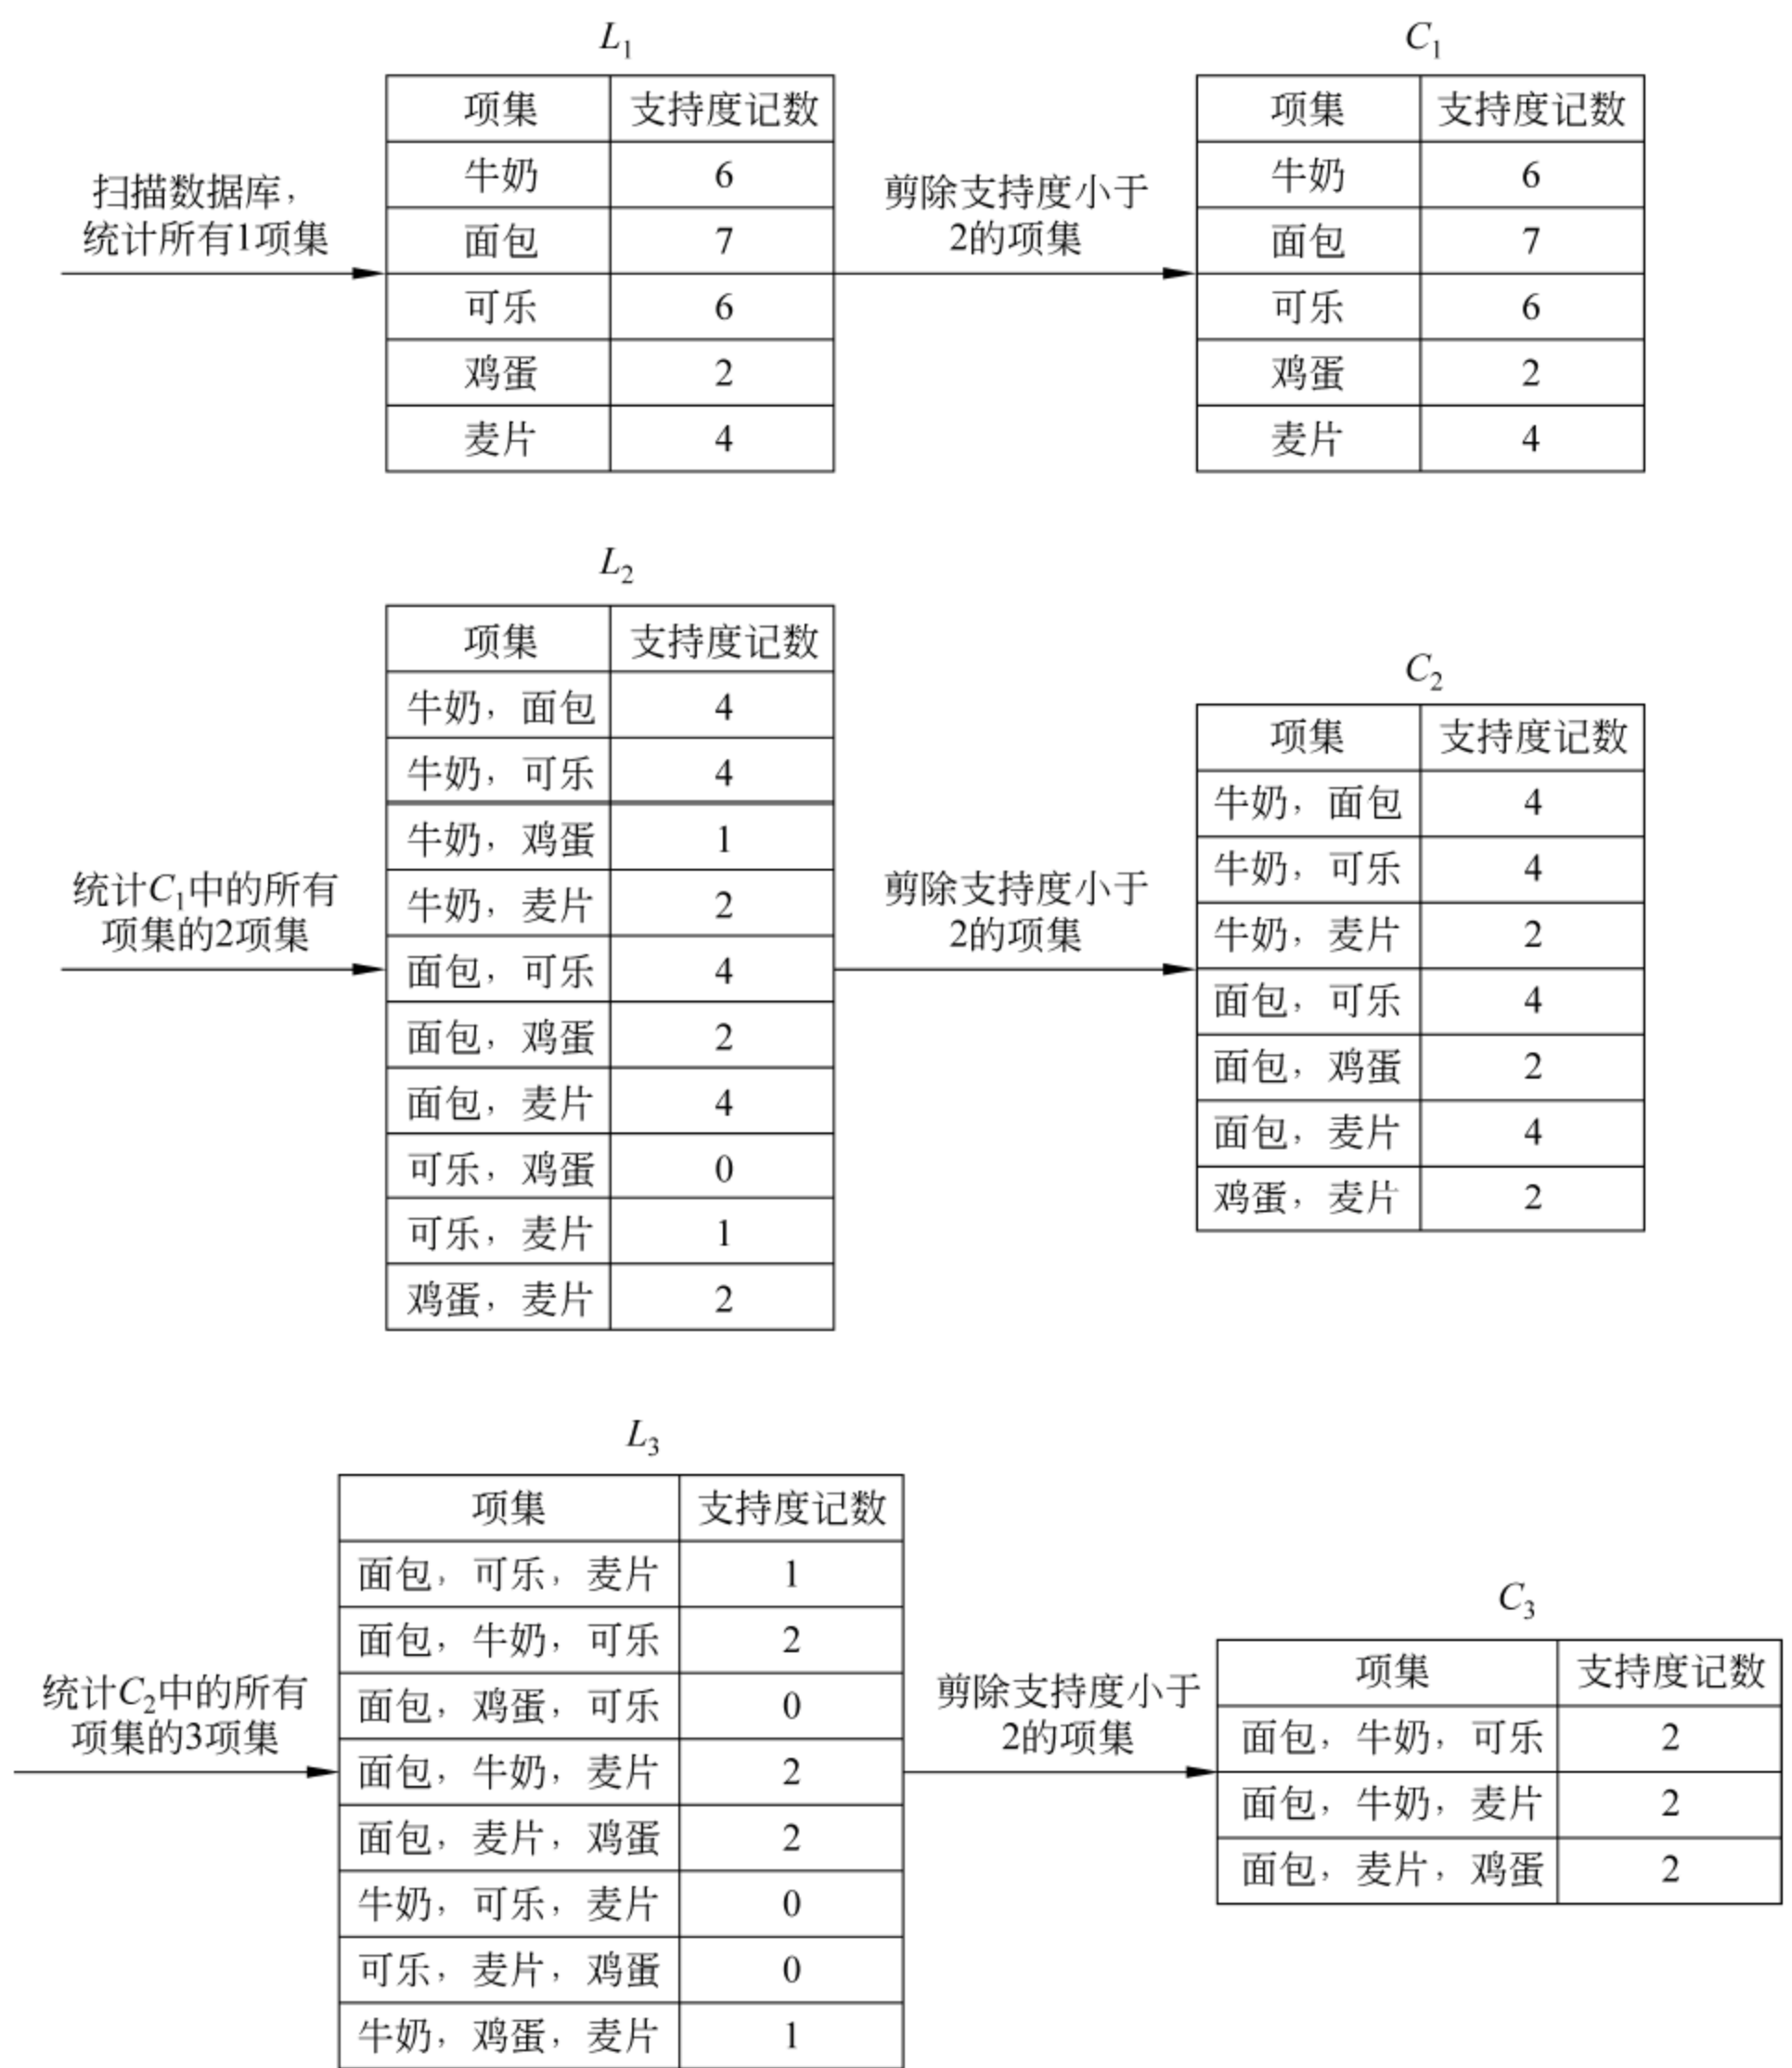 L1
C1
项集 支持度记数
牛奶 6
面包 7
可乐 6
鸡蛋 2
麦片 4
扫描数据库，
统计所有1项集
剪除支持度小于
2的项集
项集 支持度记数
牛奶 6
面包 7
可乐 6
鸡蛋 2
麦片 4
L2
项集 支持度记数
牛奶，面包 4
牛奶，可乐 4
牛奶，鸡蛋 1
牛奶，麦片 2
面包，可乐 4
面包，鸡蛋 2
面包，麦片 4
可乐，鸡蛋 0
可乐，麦片 1
鸡蛋，麦片 2
统计C1中的所有
项集的2项集
剪除支持度小于
2的项集
C2
项集 支持度记数
牛奶，面包 4
牛奶，可乐 4
牛奶，麦片 2
面包，可乐 4
面包，鸡蛋 2
面包，麦片 4
鸡蛋，麦片 2
L3
项集 支持度记数
面包，可乐，麦片 1
面包，牛奶，可乐 2
面包，鸡蛋，可乐 0
面包，牛奶，麦片 2
面包，麦片，鸡蛋 2
牛奶，可乐，麦片 0
可乐，麦片，鸡蛋 0
牛奶，鸡蛋，麦片 1
统计C2中的所有
项集的3项集
剪除支持度小于
2的项集
C3
项集 支持度记数
面包，牛奶，可乐 2
面包，牛奶，麦片 2
面包，麦片，鸡蛋 2